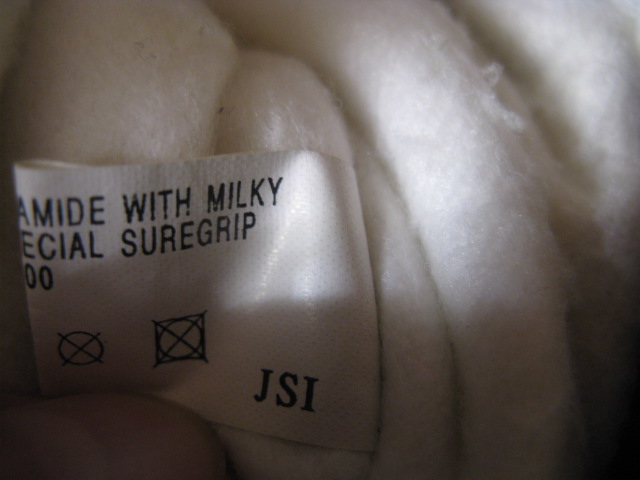 AMIDE WITH MILKY
ECIAL SUREGRIP
00
JSI